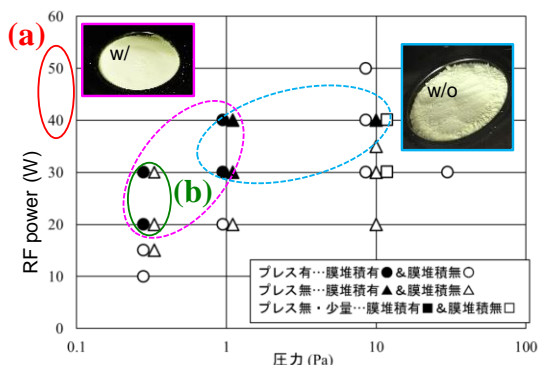 (a)
w/
w/o
(b)
RF power (W)
60
50
40
30
20
10
0
0.1
1
10
100
圧力 (Pa)
プレス有…膜堆積有●&膜堆積無○
プレス無…膜堆積有▲&膜堆積無△
プレス無・少量…膜堆積有■&膜堆積無□